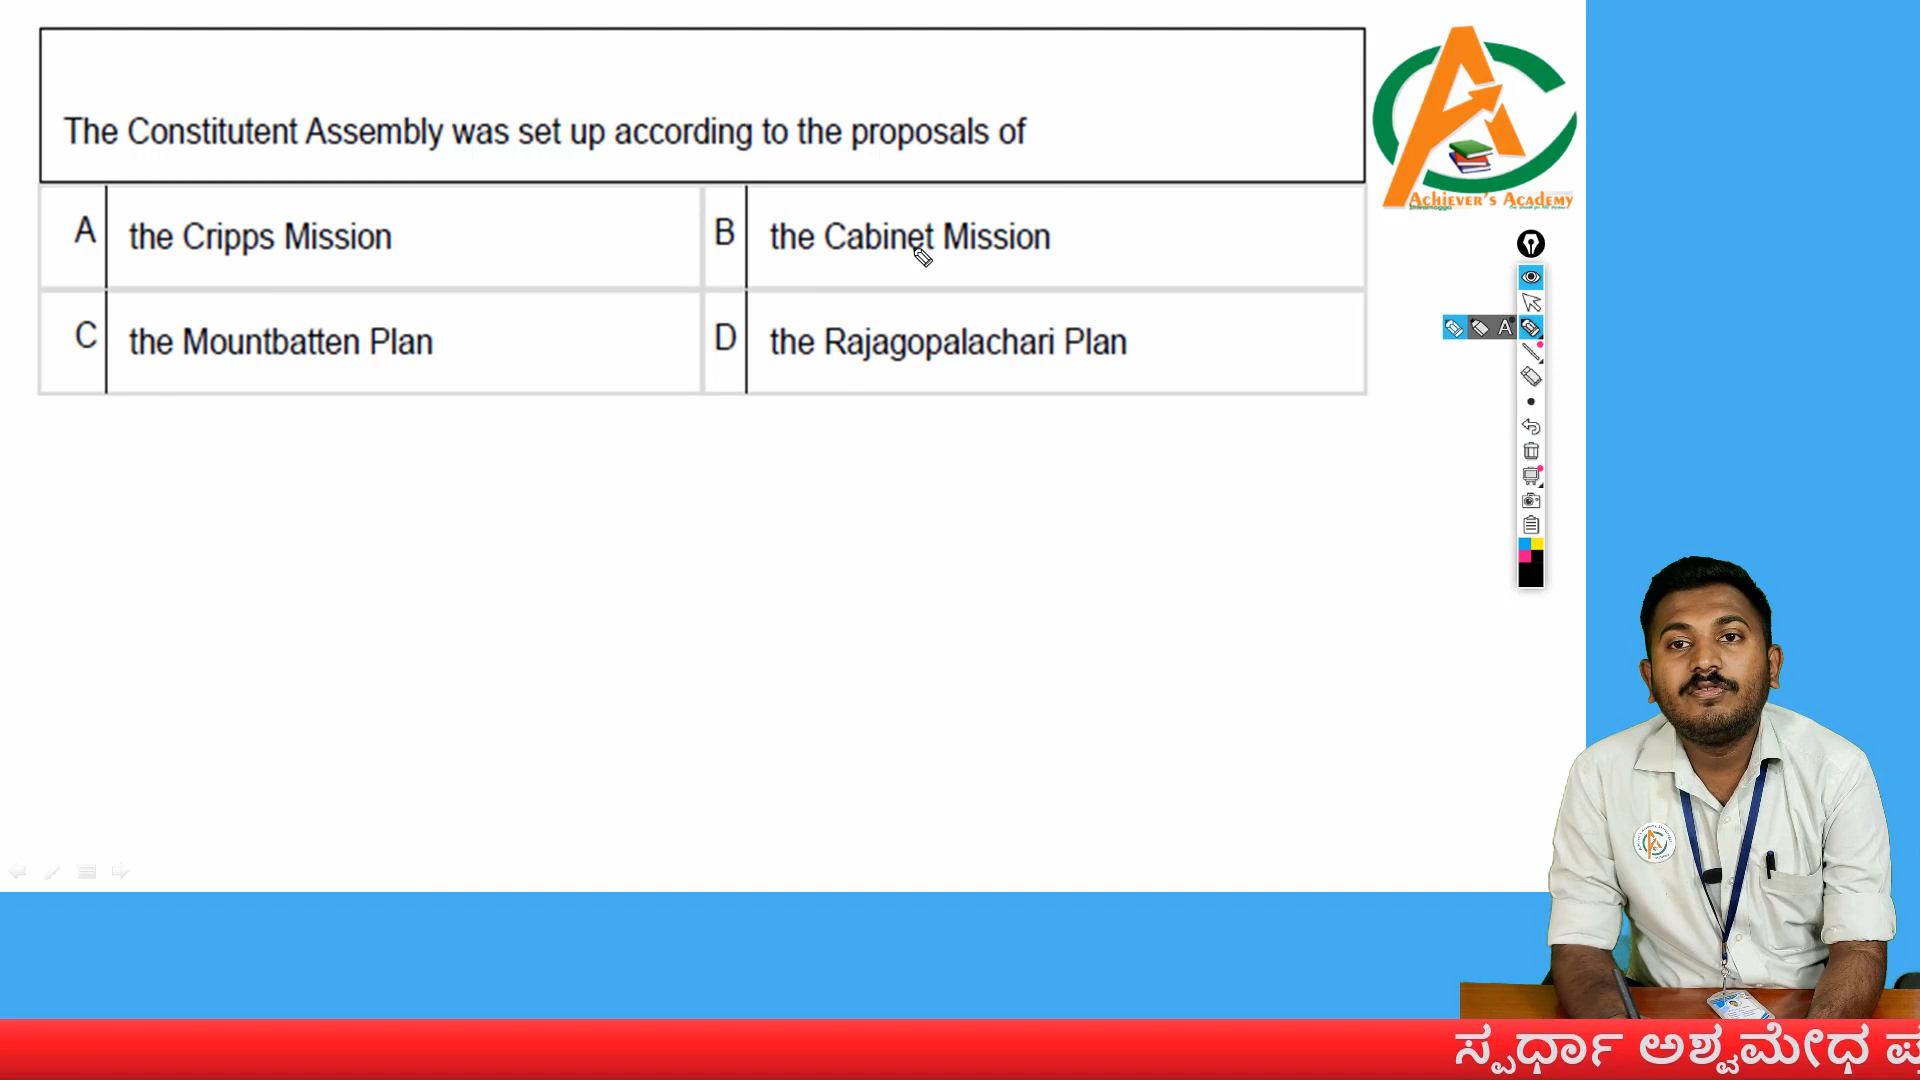 The Constitutent Assembly was set up according to the proposals of
A the Cripps Mission
B the Cabinet Mission
C the Mountbatten Plan
D the Rajagopalachari Plan
ACHIEVER'S ACADEMY
Shivamogga
A
ಸ್ಪರ್ಧಾ ಅಶ್ವಮೇಧ